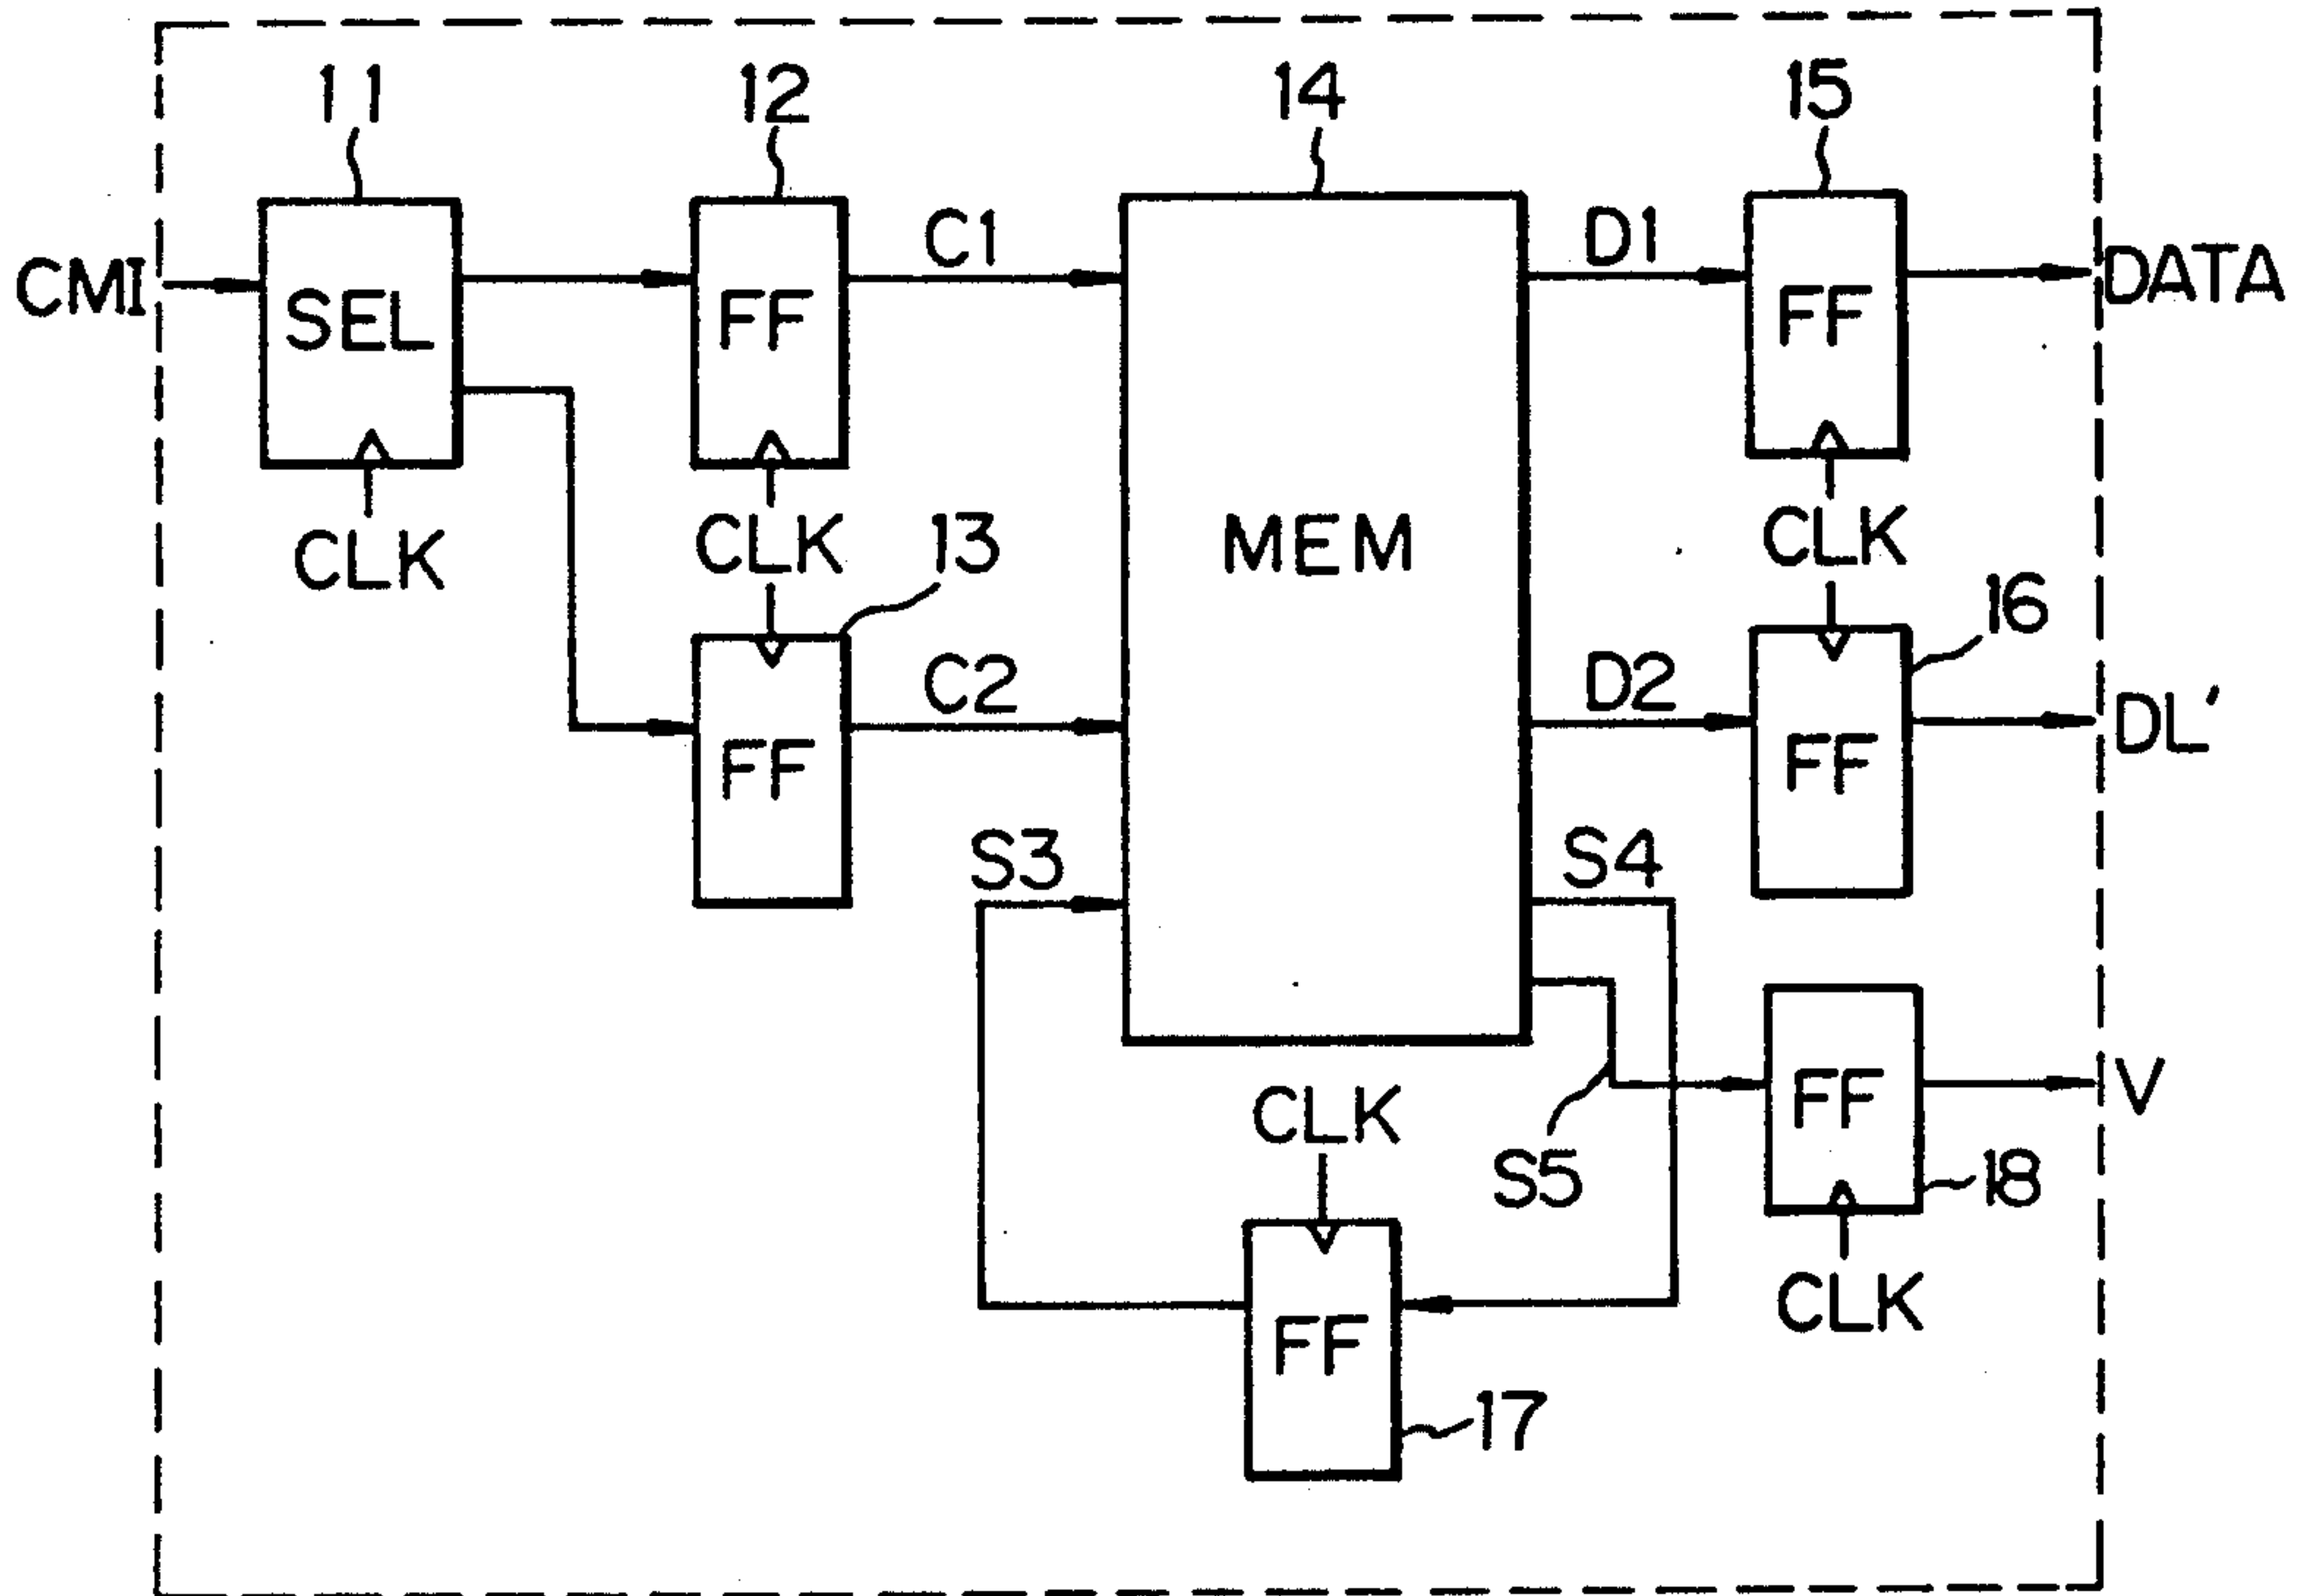 11
12
14
15
CMI
SEL
FF
C1
MEM
D1
FF
DATA
CLK
CLK
13
CLK
16
C2
D2
FF
FF
DL'
S3
S4
CLK
S5
FF
V
18
CLK
FF
17